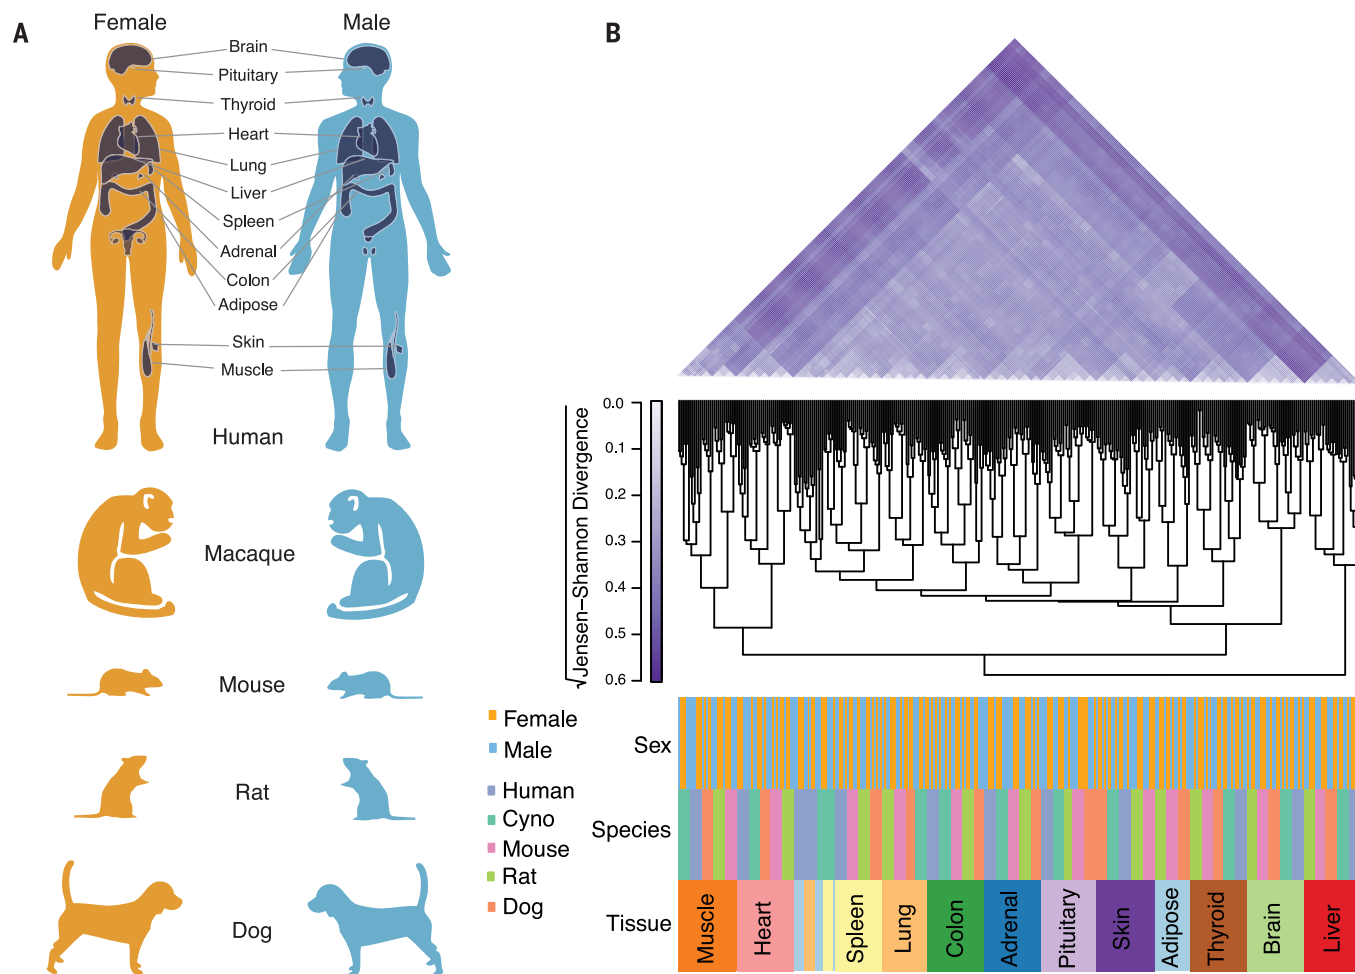 A
Female
Male
Brain
Pituitary
Thyroid
Heart
Lung
Liver
Spleen
Adrenal
Colon
Adipose
Skin
Muscle
Human
Macaque
Mouse
Rat
Dog
B
√Jensen–Shannon Divergence
0.0
0.1
0.2
0.3
0.4
0.5
0.6
Female
Male
Human
Cyno
Mouse
Rat
Dog
Sex
Species
Tissue
Muscle
Heart
Spleen
Lung
Colon
Adrenal
Pituitary
Skin
Adipose
Thyroid
Brain
Liver